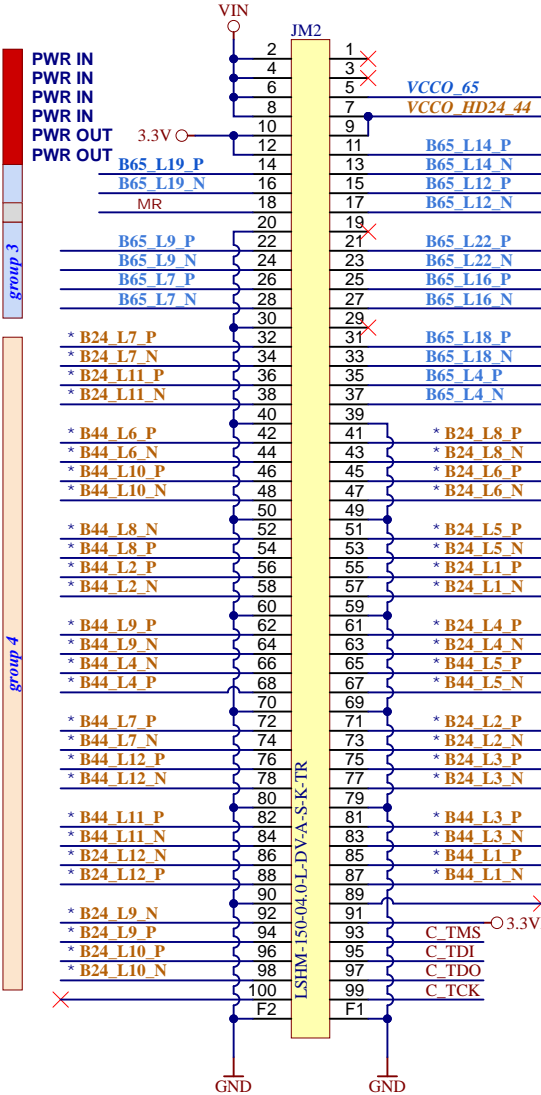 VIN
JM2
PWR IN 2 1
PWR IN 4 3
PWR IN 6 5 VCCO_65
PWR IN 8 7 VCCO_HD24_44
PWR OUT 3.3V 10 9
PWR OUT 12 11 B65_L14_P
B65_L19_P 14 13 B65_L14_N
B65_L19_N 16 15 B65_L12_P
MR 18 17 B65_L12_N
20 19
B65_L9_P 22 21 B65_L22_P
B65_L9_N 24 23 B65_L22_N
B65_L7_P 26 25 B65_L16_P
B65_L7_N 28 27 B65_L16_N
group 3
30 29
* B24_L7_P 32 31 B65_L18_P
* B24_L7_N 34 33 B65_L18_N
* B24_L11_P 36 35 B65_L4_P
* B24_L11_N 38 37 B65_L4_N
40 39
* B44_L6_P 42 41 * B24_L8_P
* B44_L6_N 44 43 * B24_L8_N
* B44_L10_P 46 45 * B24_L6_P
* B44_L10_N 48 47 * B24_L6_N
50 49
* B44_L8_N 52 51 * B24_L5_P
* B44_L8_P 54 53 * B24_L5_N
* B44_L2_P 56 55 * B24_L1_P
* B44_L2_N 58 57 * B24_L1_N
60 59
* B44_L9_P 62 61 * B24_L4_P
* B44_L9_N 64 63 * B24_L4_N
* B44_L4_N 66 65 * B44_L5_P
* B44_L4_P 68 67 * B44_L5_N
group 4
70 69
* B44_L7_P 72 71 * B24_L2_P
* B44_L7_N 74 73 * B24_L2_N
* B44_L12_P 76 75 * B24_L3_P
* B44_L12_N 78 77 * B24_L3_N
80 79
* B44_L11_P 82 81 * B44_L3_P
* B44_L11_N 84 83 * B44_L3_N
* B24_L12_N 86 85 * B44_L1_P
* B24_L12_P 88 87 * B44_L1_N
90 89
* B24_L9_N 92 91 3.3V
* B24_L9_P 94 93 C_TMS
* B24_L10_P 96 95 C_TDI
* B24_L10_N 98 97 C_TDO
100 99 C_TCK
F2 F1
LSHM-150-04.0-L-DV-A-S-K-TR
GND GND